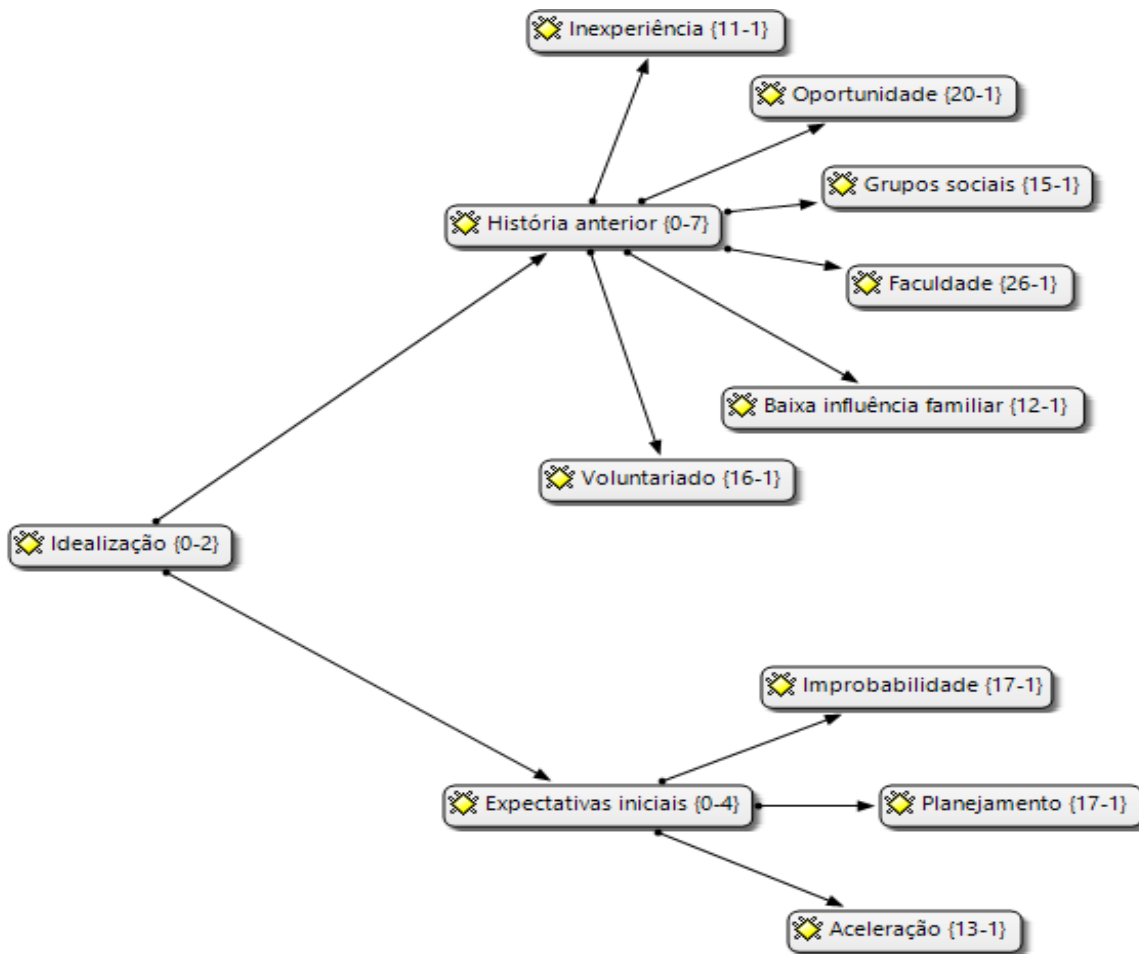 Inexperiência {11-1}
Oportunidade {20-1}
Grupos sociais {15-1}
História anterior {0-7}
Faculdade {26-1}
Baixa influência familiar {12-1}
Voluntariado {16-1}
Idealização {0-2}
Improbabilidade {17-1}
Expectativas iniciais {0-4}
Planejamento {17-1}
Aceleração {13-1}